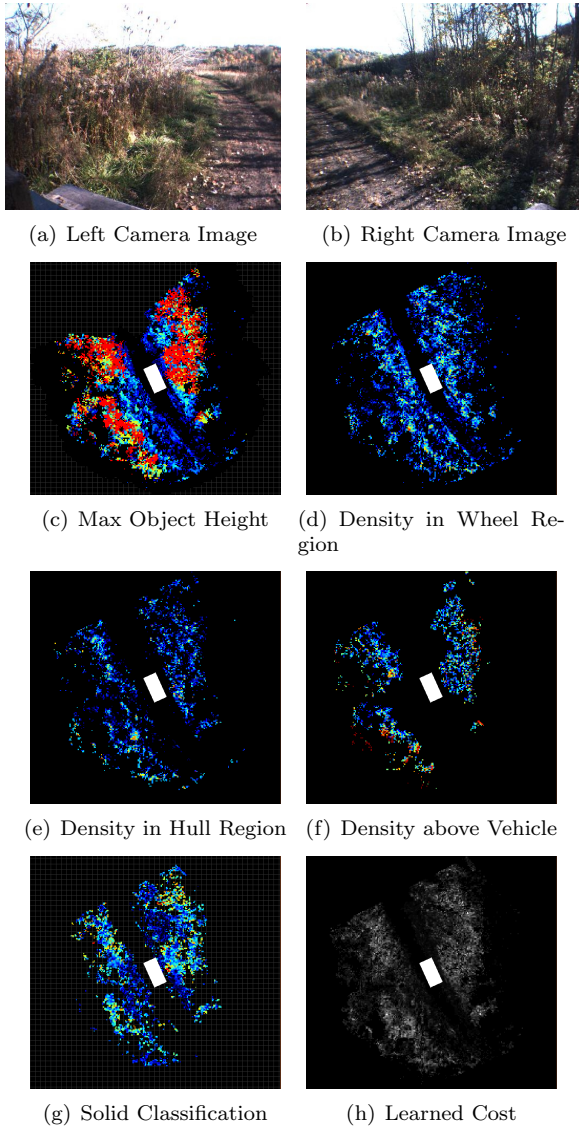 (a) Left Camera Image
(b) Right Camera Image
(c) Max Object Height
(d) Density in Wheel Re-
gion
(e) Density in Hull Region
(f) Density above Vehicle
(g) Solid Classification
(h) Learned Cost